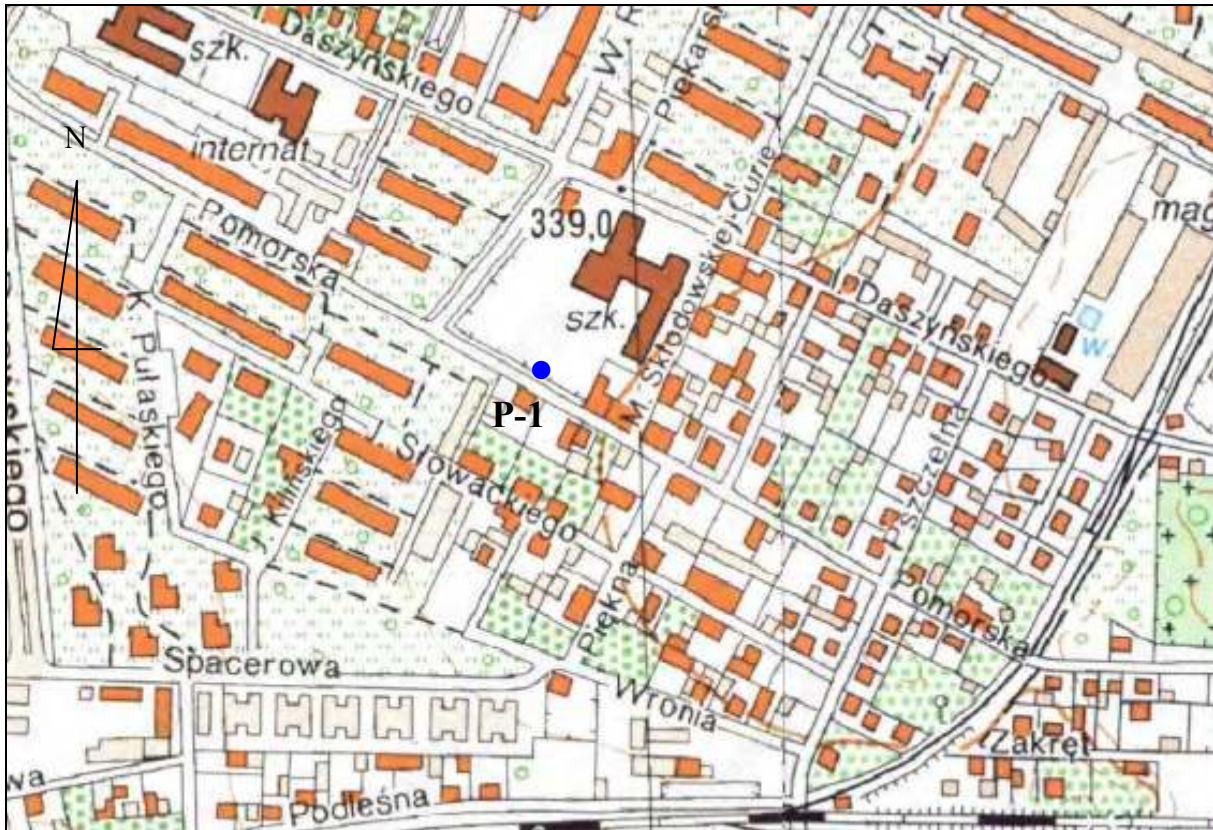 szk.
Daszyńskiego
W. R
Piekarsk
N
internat
M. Skłodowskiej-Curie
mag
339,0
Pomorska
szk.
I. Daszyńskiego
w.
K. Pułaskiego
P-1
J. Kilińskiego
Słowackiego
Pszczelna
Pomorska
Piękna
Spacerowa
Wronia
Zakręt
wa
Podleśna